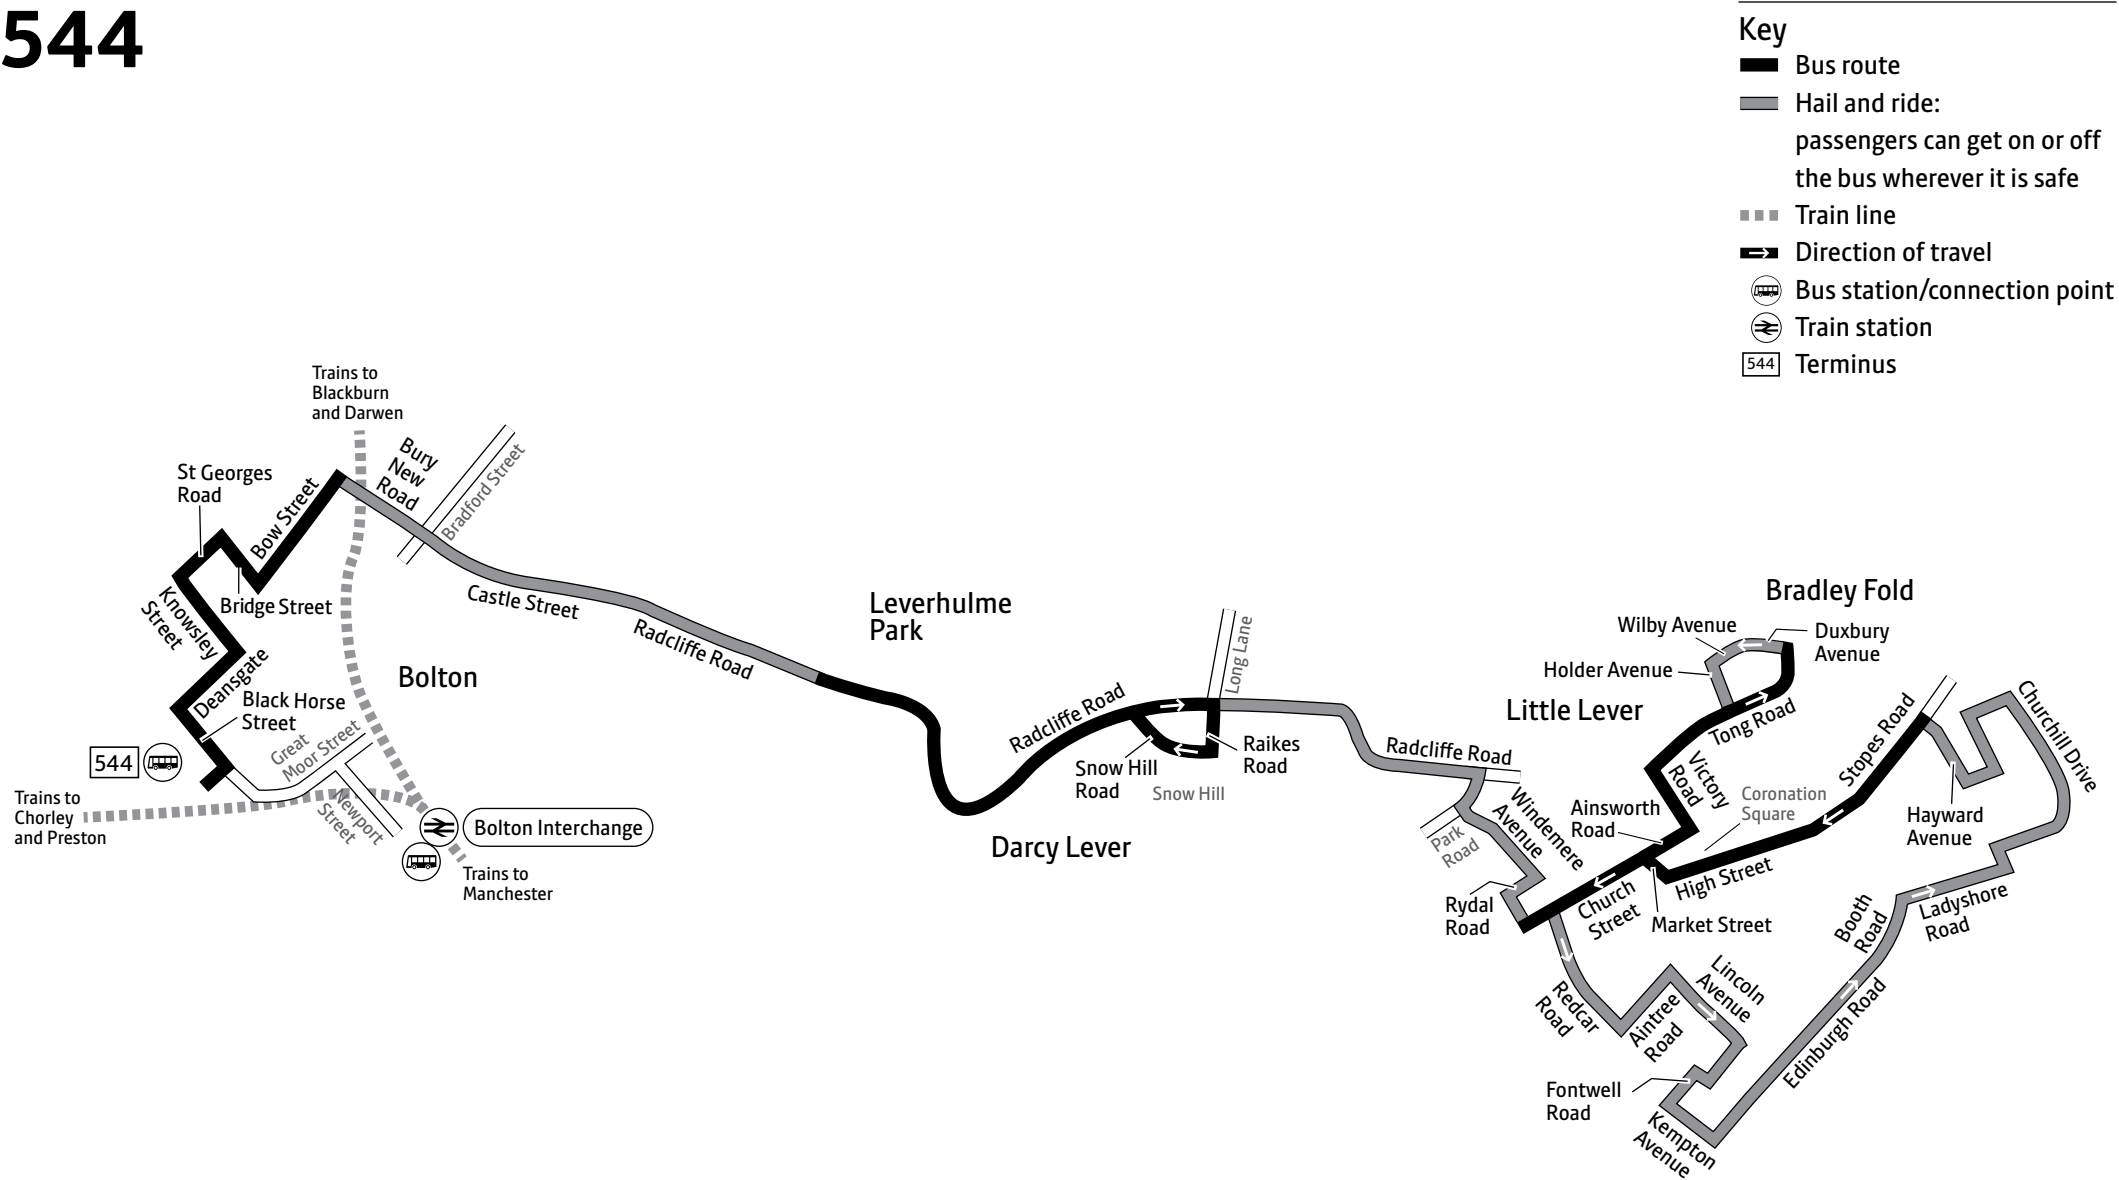 544
Key
Bus route
Hail and ride:
passengers can get on or off
the bus wherever it is safe
Train line
Direction of travel
Bus station/connection point
Train station
544
Terminus
Trains to
Blackburn
and Darwen
Bury
New
Road
Bradford Street
St Georges
Road
Bow Street
Bridge Street
Knowsley
Street
Castle Street
Radcliffe Road
Deansgate
Black Horse
Street
Bolton
Great
Moor Street
544
Trains to
Chorley
and Preston
Newport
Street
Bolton Interchange
Trains to
Manchester
Leverhulme
Park
Long Lane
Radcliffe Road
Snow Hill
Road
Snow Hill
Raikes
Road
Darcy Lever
Radcliffe Road
Park
Road
Windemere
Avenue
Rydal
Road
Bradley Fold
Wilby Avenue
Duxbury
Avenue
Holder Avenue
Little Lever
Tong Road
Victory
Road
Ainsworth
Road
Coronation
Square
Stopes Road
Churchill Drive
Hayward
Avenue
High Street
Church
Street
Market Street
Booth
Road
Ladyshore
Road
Redcar
Road
Aintree
Road
Lincoln
Avenue
Edinburgh Road
Fontwell
Road
Kempton
Avenue